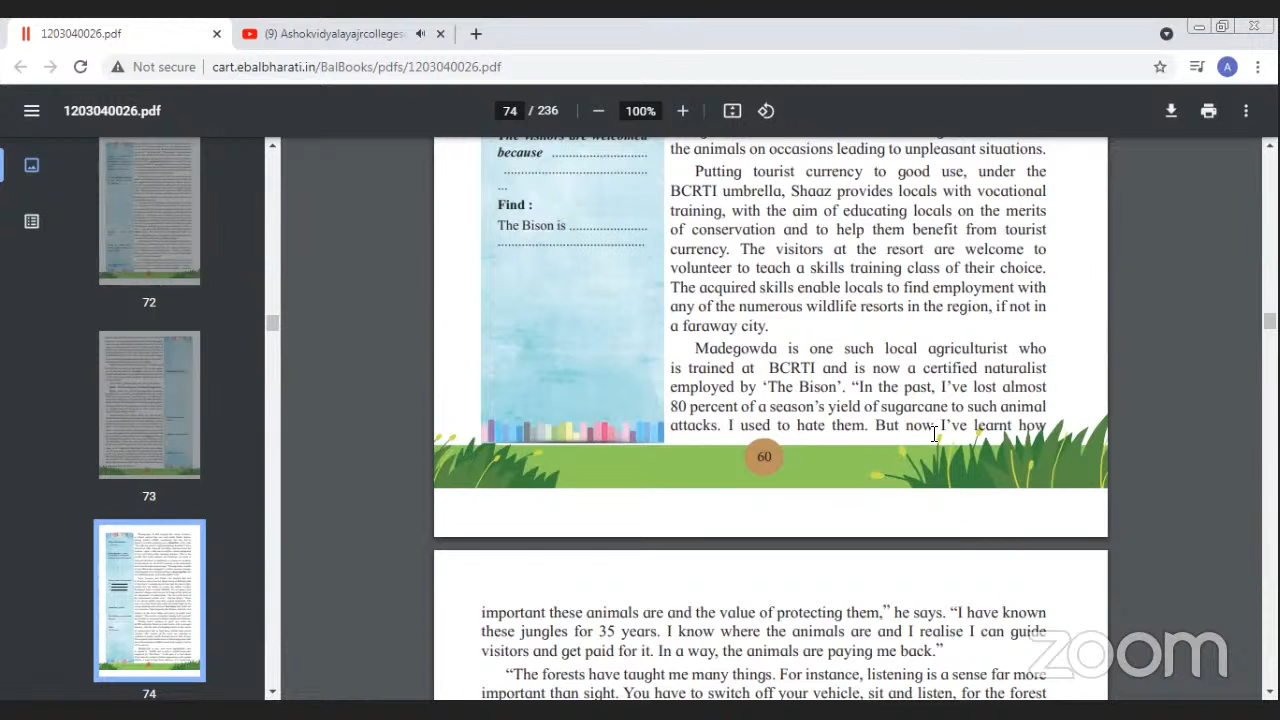 1203040026.pdf
(9) Ashokvidyalayajrcolleges
Not secure
cart.ebalbharati.in/BalBooks/pdfs/1203040026.pdf
A
1203040026.pdf
74 / 236
100%
72
73
74
because ........................
....................................
...
Find :
The Bison is ....................
.....................................
the animals on occasions leading to unpleasant situations.
Putting tourist currency to good use, under the
BCRTI umbrella, Shaaz provides locals with vocational
training, with the aim of educating locals on the merits
of conservation and to help them benefit from tourist
currency. The visitors at the resort are welcome to
volunteer to teach a skills training class of their choice.
The acquired skills enable locals to find employment with
any of the numerous wildlife resorts in the region, if not in
a faraway city.
Madegowda is one such local agriculturist who
is trained at BCRTI and is now a certified naturalist
employed by ‘The Bison’. “In the past, I’ve lost almost
80 percent of a season’s yield of sugarcane to such animal
attacks. I used to hate them. But now I’ve learnt how
60
important these animals are and the value of protecting them,” he says. “I have known
these jungles for 35 years. I know where the animals are and I realise I can guide
visitors and get paid for it. In a way, the animals are paying me back.”
“The forests have taught me many things. For instance, listening is a sense far more
important than sight. You have to switch off your vehicle, sit and listen, for the forest
zoom